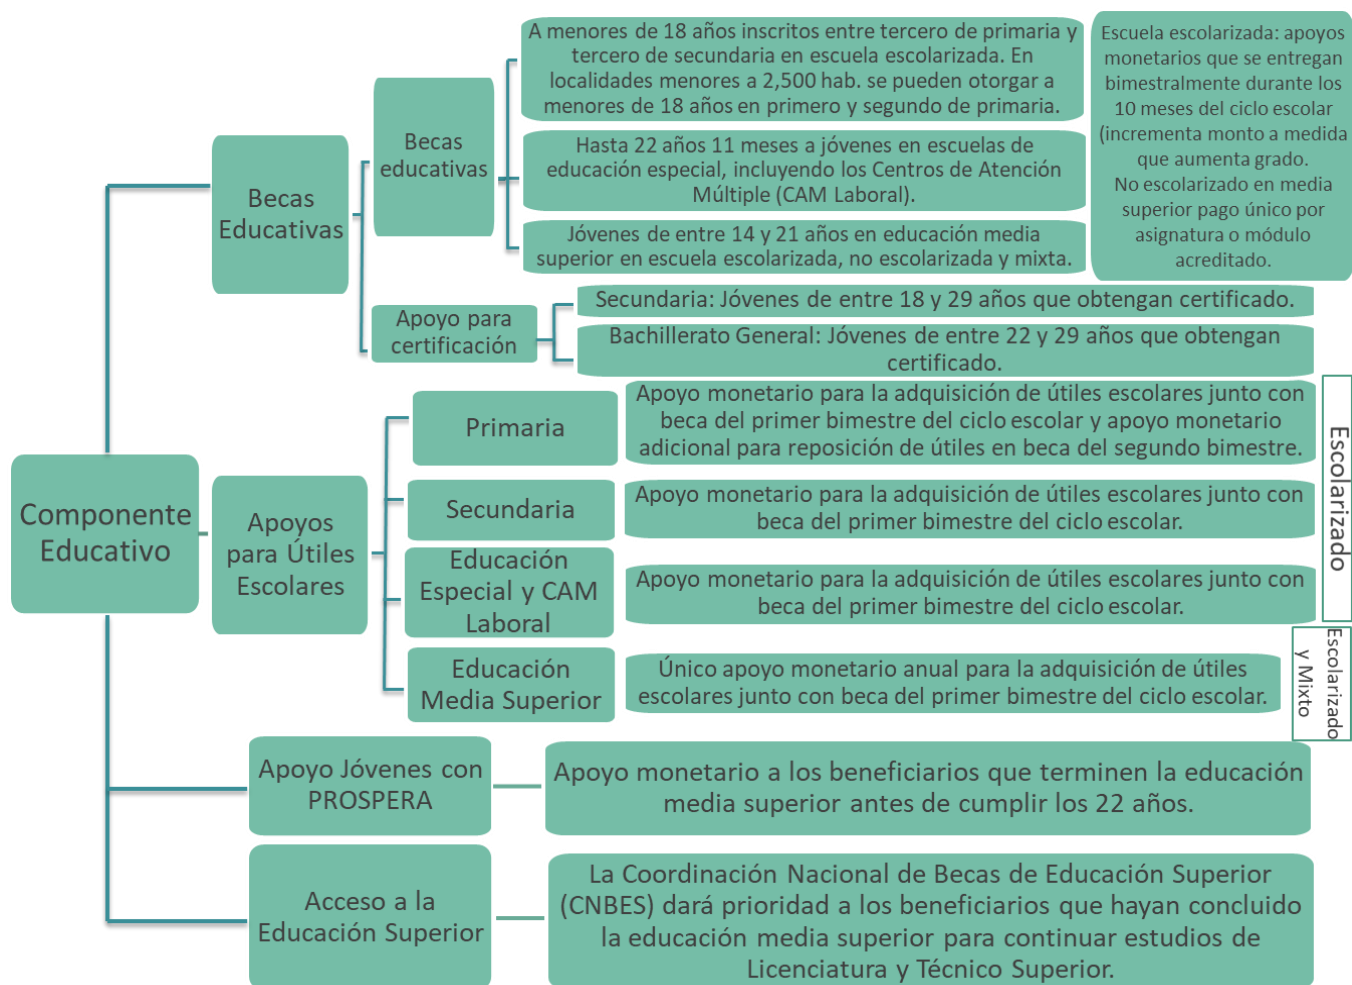 Componente
Educativo
Becas
Educativas
Becas
educativas
A menores de 18 años inscritos entre tercero de primaria y
tercero de secundaria en escuela escolarizada. En
localidades menores a 2,500 hab. se pueden otorgar a
menores de 18 años en primero y segundo de primaria.
Hasta 22 años 11 meses a jóvenes en escuelas de
educación especial, incluyendo los Centros de Atención
Múltiple (CAM Laboral).
Jóvenes de entre 14 y 21 años en educación media
superior en escuela escolarizada, no escolarizada y mixta.
Escuela escolarizada: apoyos
monetarios que se entregan
bimestralmente durante los
10 meses del ciclo escolar
(incrementa monto a medida
que aumenta grado.
No escolarizado en media
superior pago único por
asignatura o módulo
acreditado.
Apoyo para
certificación
Secundaria: Jóvenes de entre 18 y 29 años que obtengan certificado.
Bachillerato General: Jóvenes de entre 22 y 29 años que obtengan
certificado.
Apoyos
para Útiles
Escolares
Primaria
Apoyo monetario para la adquisición de útiles escolares junto con
beca del primer bimestre del ciclo escolar y apoyo monetario
adicional para reposición de útiles en beca del segundo bimestre.
Secundaria
Apoyo monetario para la adquisición de útiles escolares junto con
beca del primer bimestre del ciclo escolar.
Educación
Especial y CAM
Laboral
Apoyo monetario para la adquisición de útiles escolares junto con
beca del primer bimestre del ciclo escolar.
Escolarizado
Educación
Media Superior
Único apoyo monetario anual para la adquisición de útiles
escolares junto con beca del primer bimestre del ciclo escolar.
Escolarizado
y Mixto
Apoyo Jóvenes con
PROSPERA
Apoyo monetario a los beneficiarios que terminen la educación
media superior antes de cumplir los 22 años.
Acceso a la
Educación Superior
La Coordinación Nacional de Becas de Educación Superior
(CNBES) dará prioridad a los beneficiarios que hayan concluido
la educación media superior para continuar estudios de
Licenciatura y Técnico Superior.